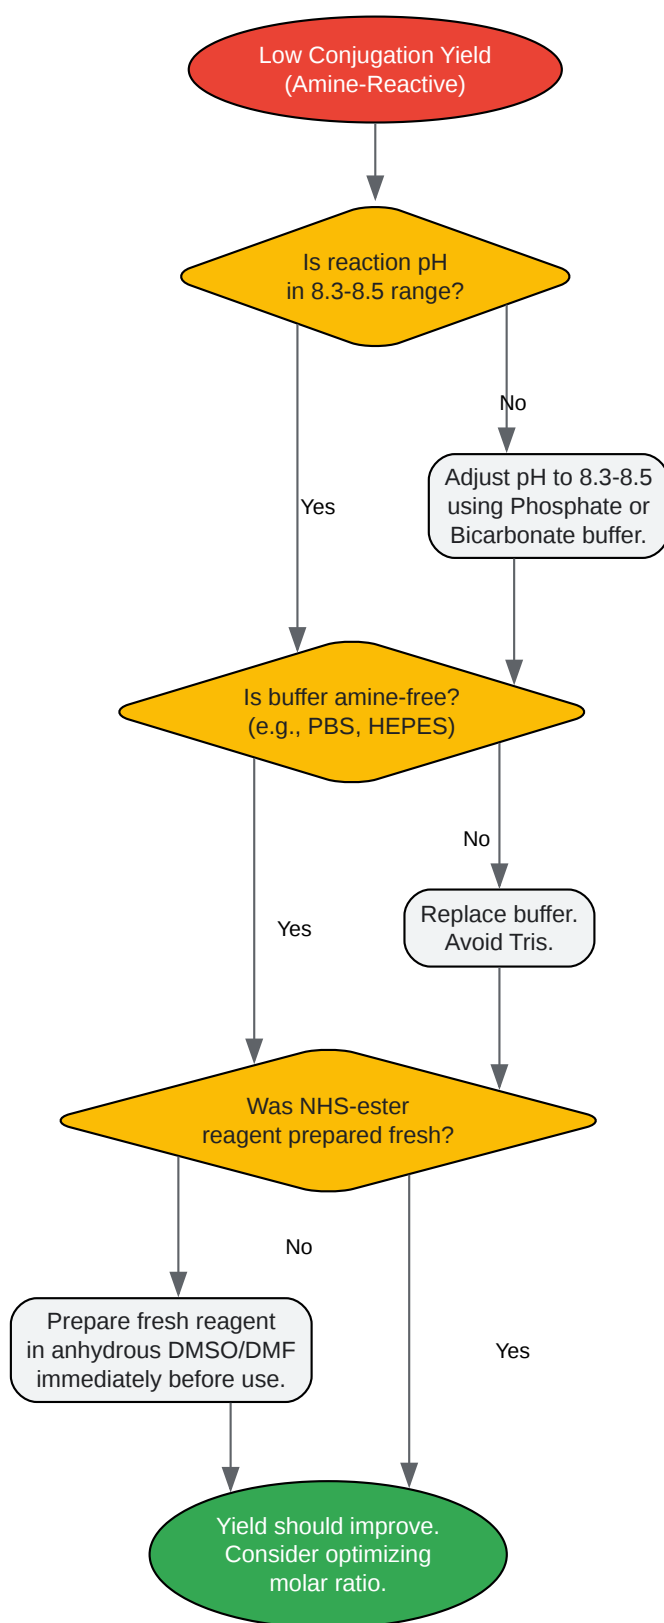 Low Conjugation Yield
(Amine-Reactive)
Is reaction pH
in 8.3-8.5 range?
No
Adjust pH to 8.3-8.5
using Phosphate or
Bicarbonate buffer.
Yes
Is buffer amine-free?
(e.g., PBS, HEPES)
No
Replace buffer.
Avoid Tris.
Yes
Was NHS-ester
reagent prepared fresh?
No
Prepare fresh reagent
in anhydrous DMSO/DMF
immediately before use.
Yes
Yield should improve.
Consider optimizing
molar ratio.